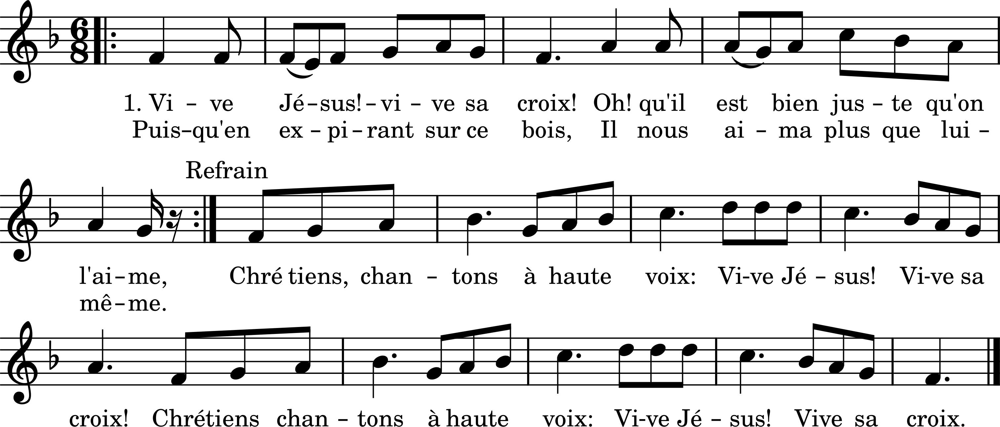 1. Vi – ve Jé – sus! – vi – ve sa croix! Oh! qu'il est bien jus – te qu'on
Puis – qu'en ex – pi – rant sur ce bois, Il nous ai – ma plus que lui –
Refrain
l'ai – me, Chré tiens, chan – tons à haute voix: Vi-ve Jé – sus! Vi-ve sa
mê – me.
croix! Chrétiens chan – tons à haute voix: Vi-ve Jé – sus! Vive sa croix.